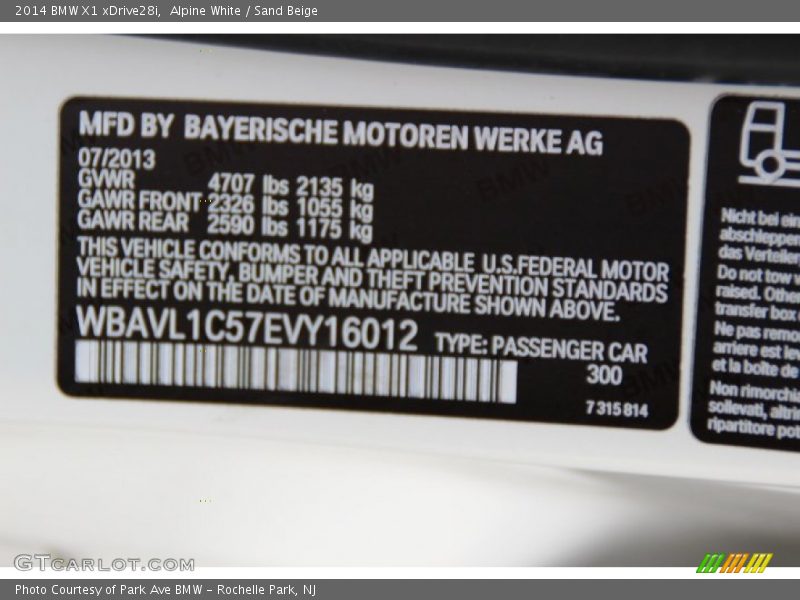 2014 BMW X1 xDrive28i,  Alpine White / Sand Beige
MFD BY BAYERISCHE MOTOREN WERKE AG
07/2013
GVWR 4707 lbs 2135 kg
GAWR FRONT 2326 lbs 1055 kg
GAWR REAR 2590 lbs 1175 kg
THIS VEHICLE CONFORMS TO ALL APPLICABLE U.S.FEDERAL MOTOR
VEHICLE SAFETY, BUMPER AND THEFT PREVENTION STANDARDS
IN EFFECT ON THE DATE OF MANUFACTURE SHOWN ABOVE.
WBAVL1C57EVY16012
TYPE: PASSENGER CAR
300
7 315 814
Nicht bei ein
abschleppen
das Verteiler
Do not tow w
raised. Other
transfer box
Ne pas remo
arriere est lev
et la boîte de
Non rimorchia
sollevati, altrin
ripartitore pot
GTCARLOT.COM
Photo Courtesy of Park Ave BMW - Rochelle Park, NJ